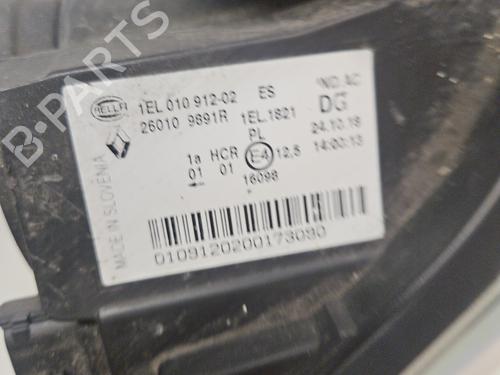 B-PARTS
HELLA 1EL 010 912-02 ES IND AC
26010 9891R 1EL.1821 DG
PL 24.10.18
1a HCR E4 12,5 14:00:13
01 01
16098
MADE IN SLOVENIA
0109120200173090